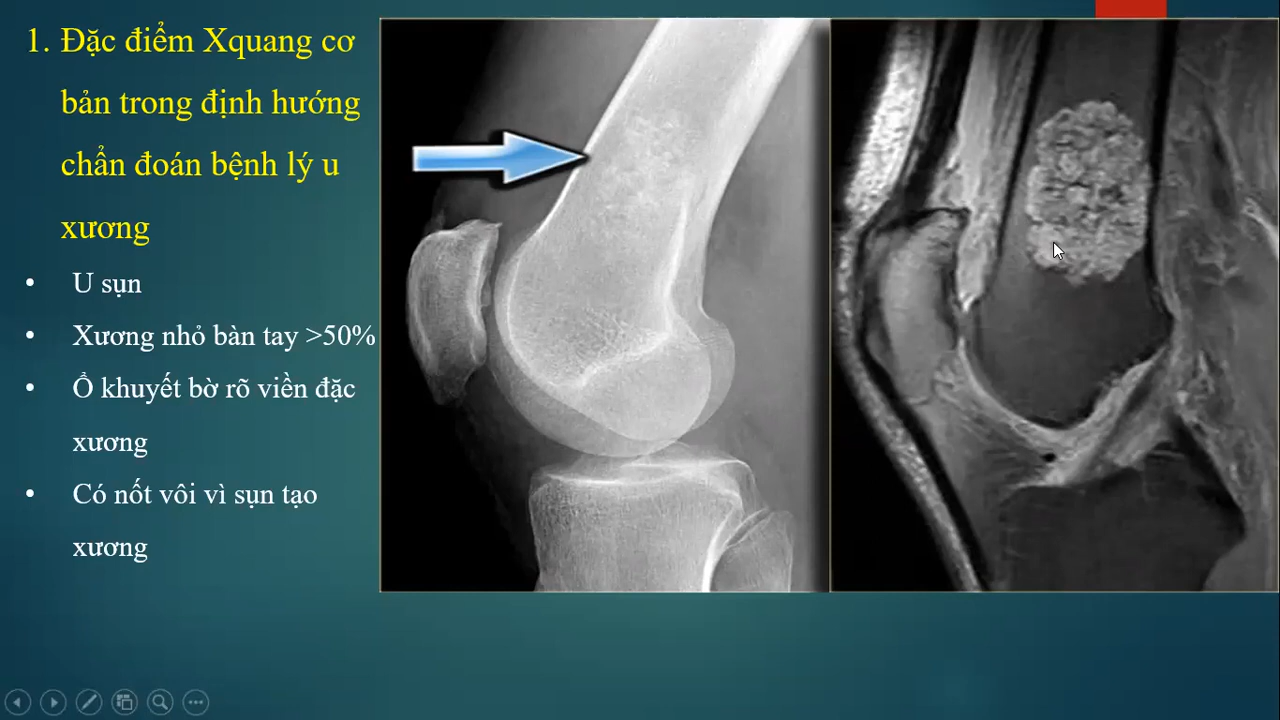 1. Đặc điểm Xquang cơ
bản trong định hướng
chẩn đoán bệnh lý u
xương
• U sụn
• Xương nhỏ bàn tay >50%
• Ổ khuyết bờ rõ viền đặc
xương
• Có nốt vôi vì sụn tạo
xương